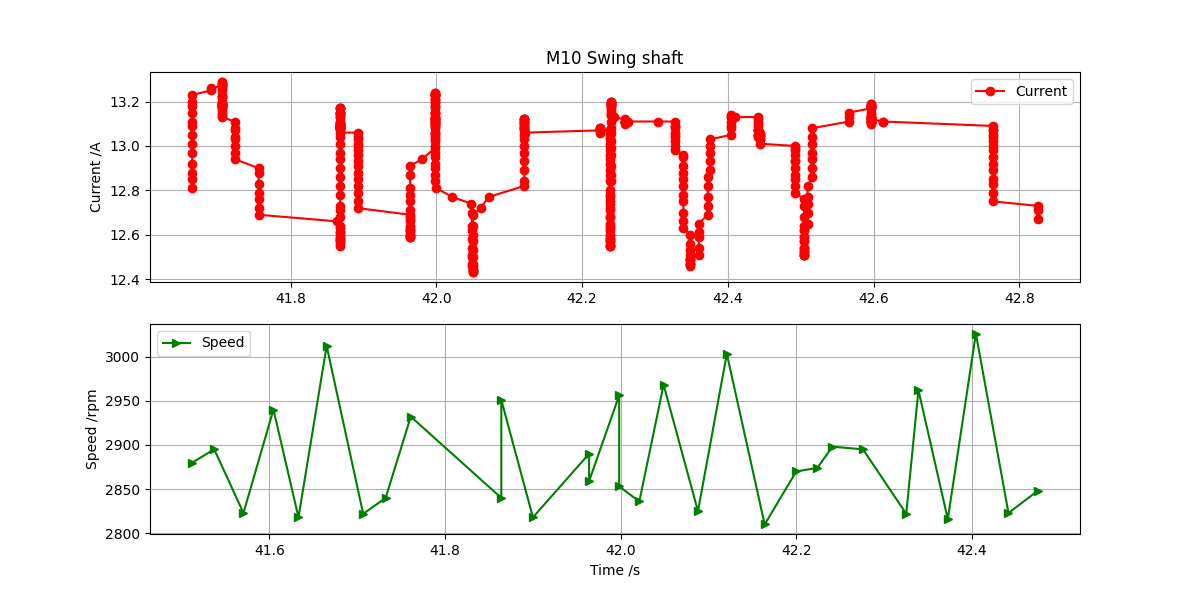 M10 Swing shaft
Current /A
13.2
13.0
12.8
12.6
12.4
Current
41.8 42.0 42.2 42.4 42.6 42.8
Speed /rpm
3000
2950
2900
2850
2800
Speed
41.6 41.8 42.0 42.2 42.4
Time /s